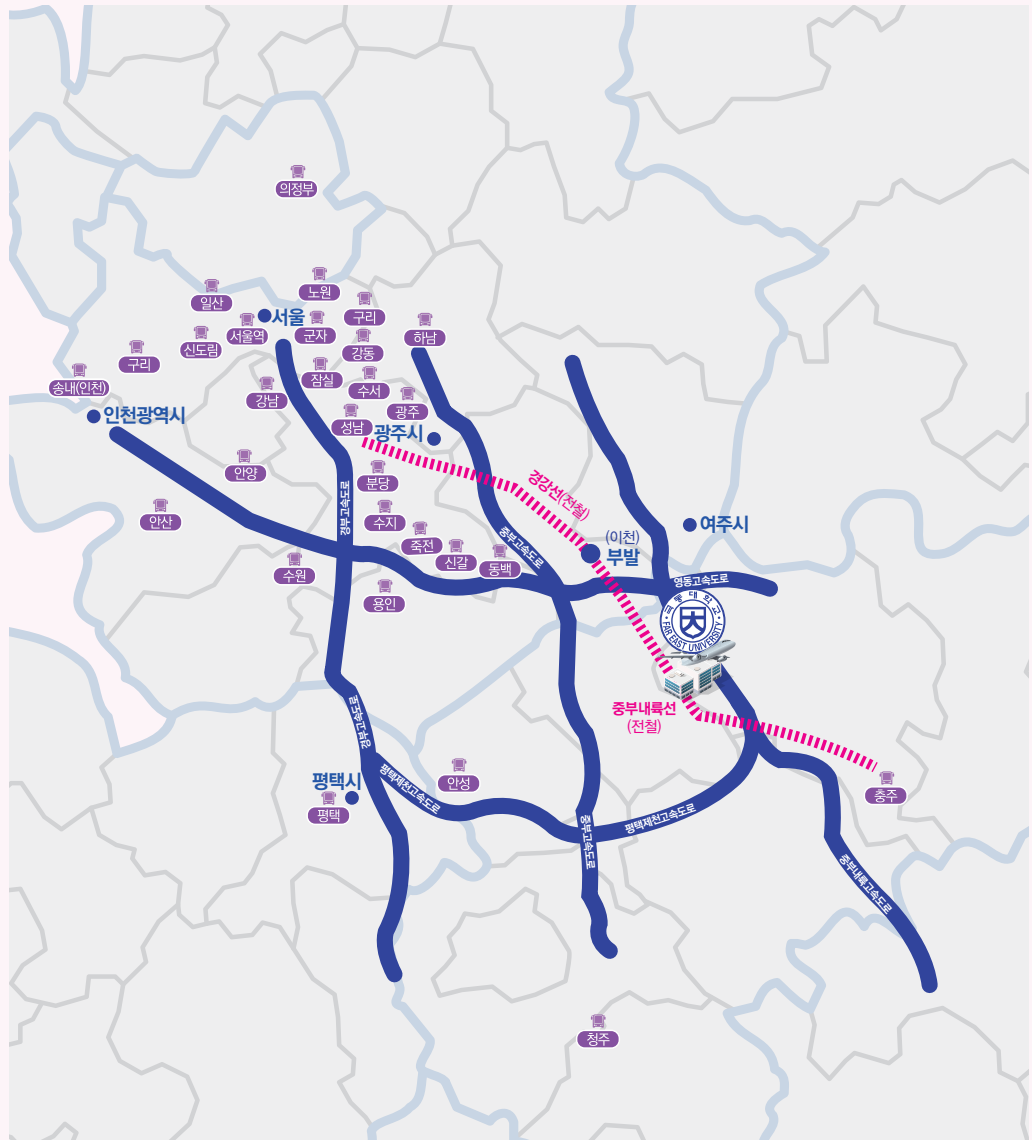 의정부
노원
일산
구리
서울
서울역
군자
하남
신도림
강동
구리
잠실
송내(인천)
수서
강남
광주
인천광역시
성남
광주시
안양
분당
경강선(전철)
경부 고속도로
안산
수지
여주시
죽전
중부고속도로
(이천)
부발
신갈
동백
수원
영동고속도로
용인
극동대학교
FAR EAST UNIVERSITY
중부내륙선
(전철)
경부고속도로
평택시
평택제천고속도로
안성
충주
평택
평택제천고속도로
중부고속도로
중부내륙고속도로
청주